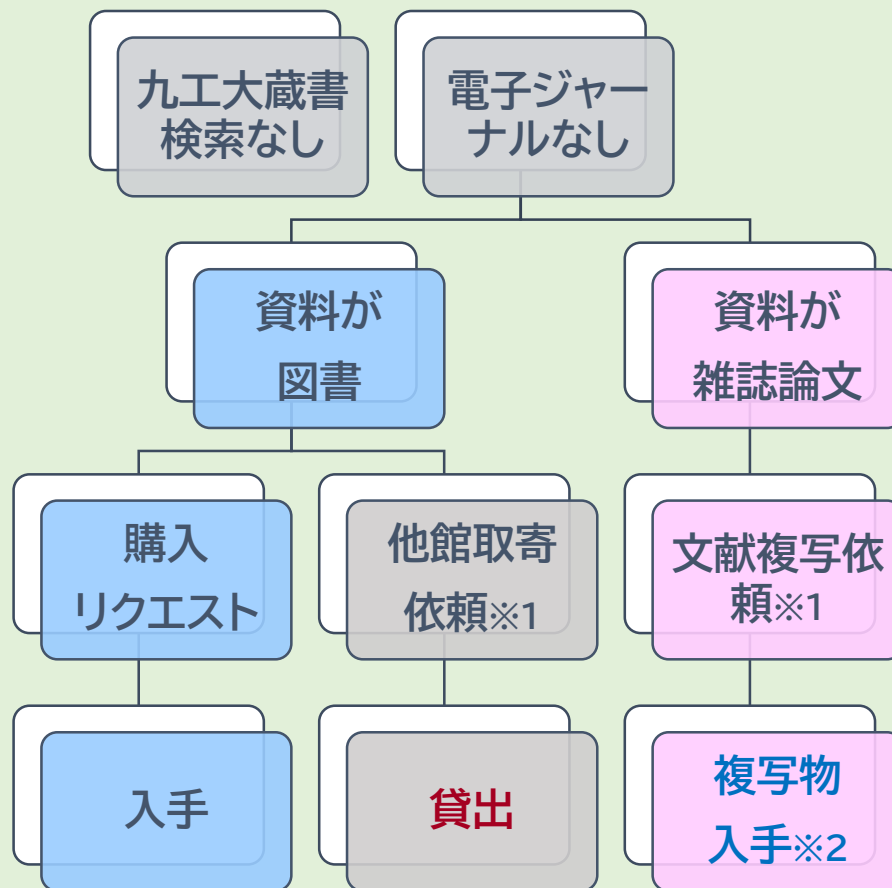 九工大蔵書
検索なし
電子ジャー
ナルなし
資料が
図書
資料が
雑誌論文
購入
リクエスト
他館取寄
依頼※1
文献複写依
頼※1
入手
貸出
複写物
入手※2